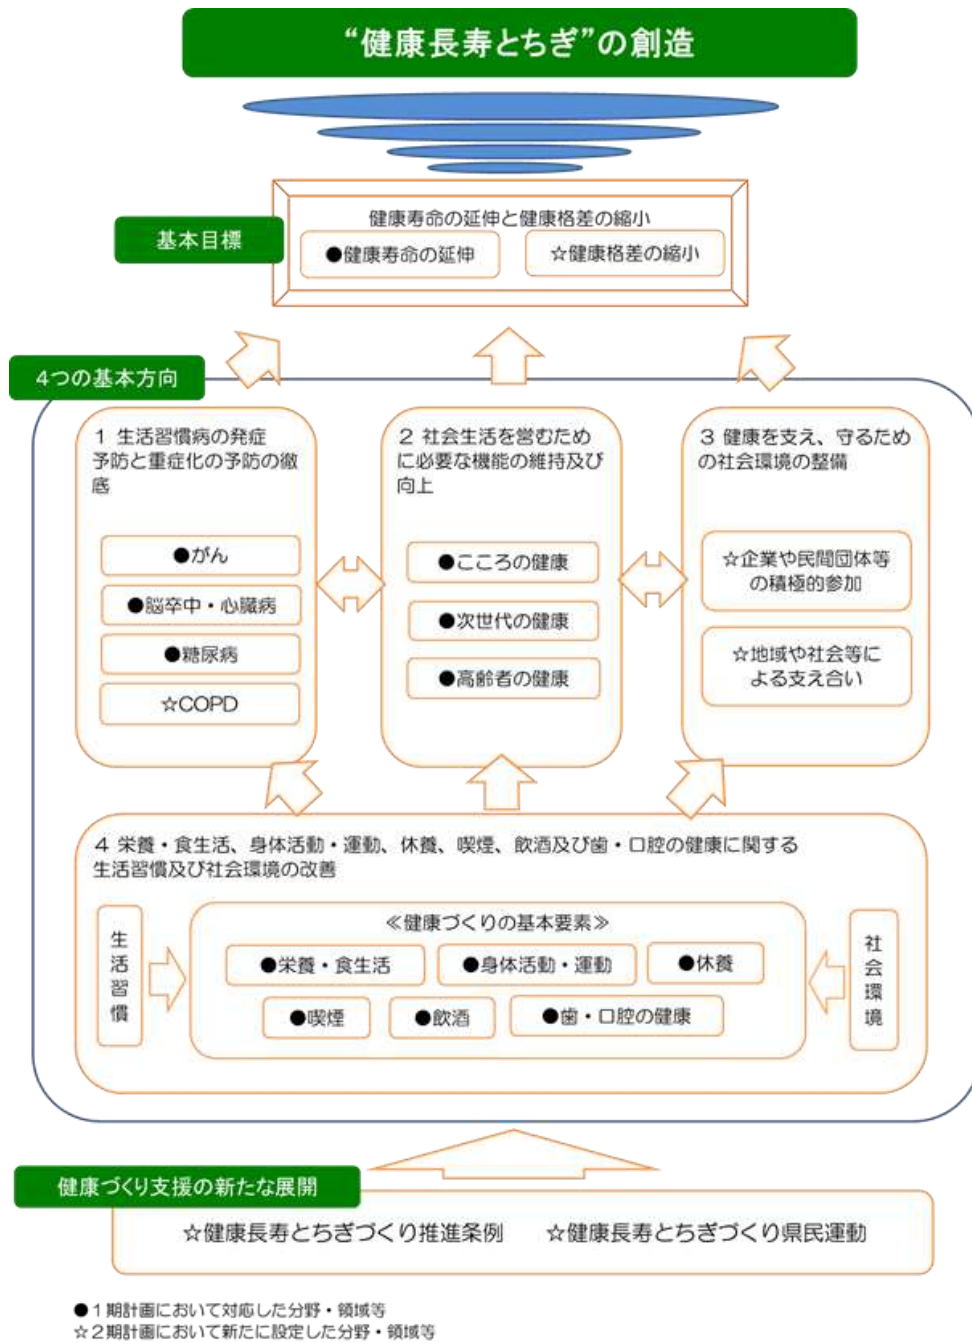 “健康長寿とちぎ”の創造
基本目標
健康寿命の延伸と健康格差の縮小
●健康寿命の延伸
☆健康格差の縮小
4つの基本方向
1 生活習慣病の発症
予防と重症化の予防の徹
底
●がん
●脳卒中・心臓病
●糖尿病
☆COPD
2 社会生活を営むため
に必要な機能の維持及び
向上
●こころの健康
●次世代の健康
●高齢者の健康
3 健康を支え、守るため
の社会環境の整備
☆企業や民間団体等
の積極的参加
☆地域や社会等に
よる支え合い
4 栄養・食生活、身体活動・運動、休養、喫煙、飲酒及び歯・口腔の健康に関する
生活習慣及び社会環境の改善
生活習慣
≪健康づくりの基本要素≫
●栄養・食生活
●身体活動・運動
●休養
●喫煙
●飲酒
●歯・口腔の健康
社会環境
健康づくり支援の新たな展開
☆健康長寿とちぎづくり推進条例
☆健康長寿とちぎづくり県民運動
●1期計画において対応した分野・領域等
☆2期計画において新たに設定した分野・領域等